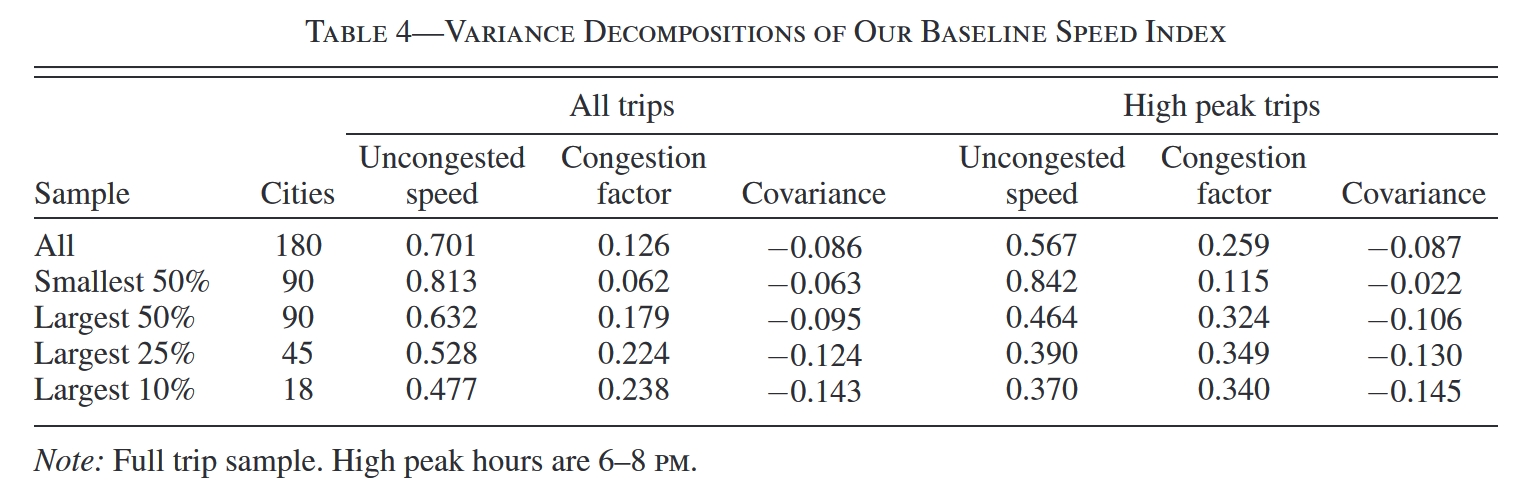 Table 4—Variance Decompositions of Our Baseline Speed Index
All trips High peak trips
Uncongested Congestion Uncongested Congestion
Sample Cities speed factor Covariance speed factor Covariance
All 180 0.701 0.126 −0.086 0.567 0.259 −0.087
Smallest 50% 90 0.813 0.062 −0.063 0.842 0.115 −0.022
Largest 50% 90 0.632 0.179 −0.095 0.464 0.324 −0.106
Largest 25% 45 0.528 0.224 −0.124 0.390 0.349 −0.130
Largest 10% 18 0.477 0.238 −0.143 0.370 0.340 −0.145
Note: Full trip sample. High peak hours are 6–8 PM.